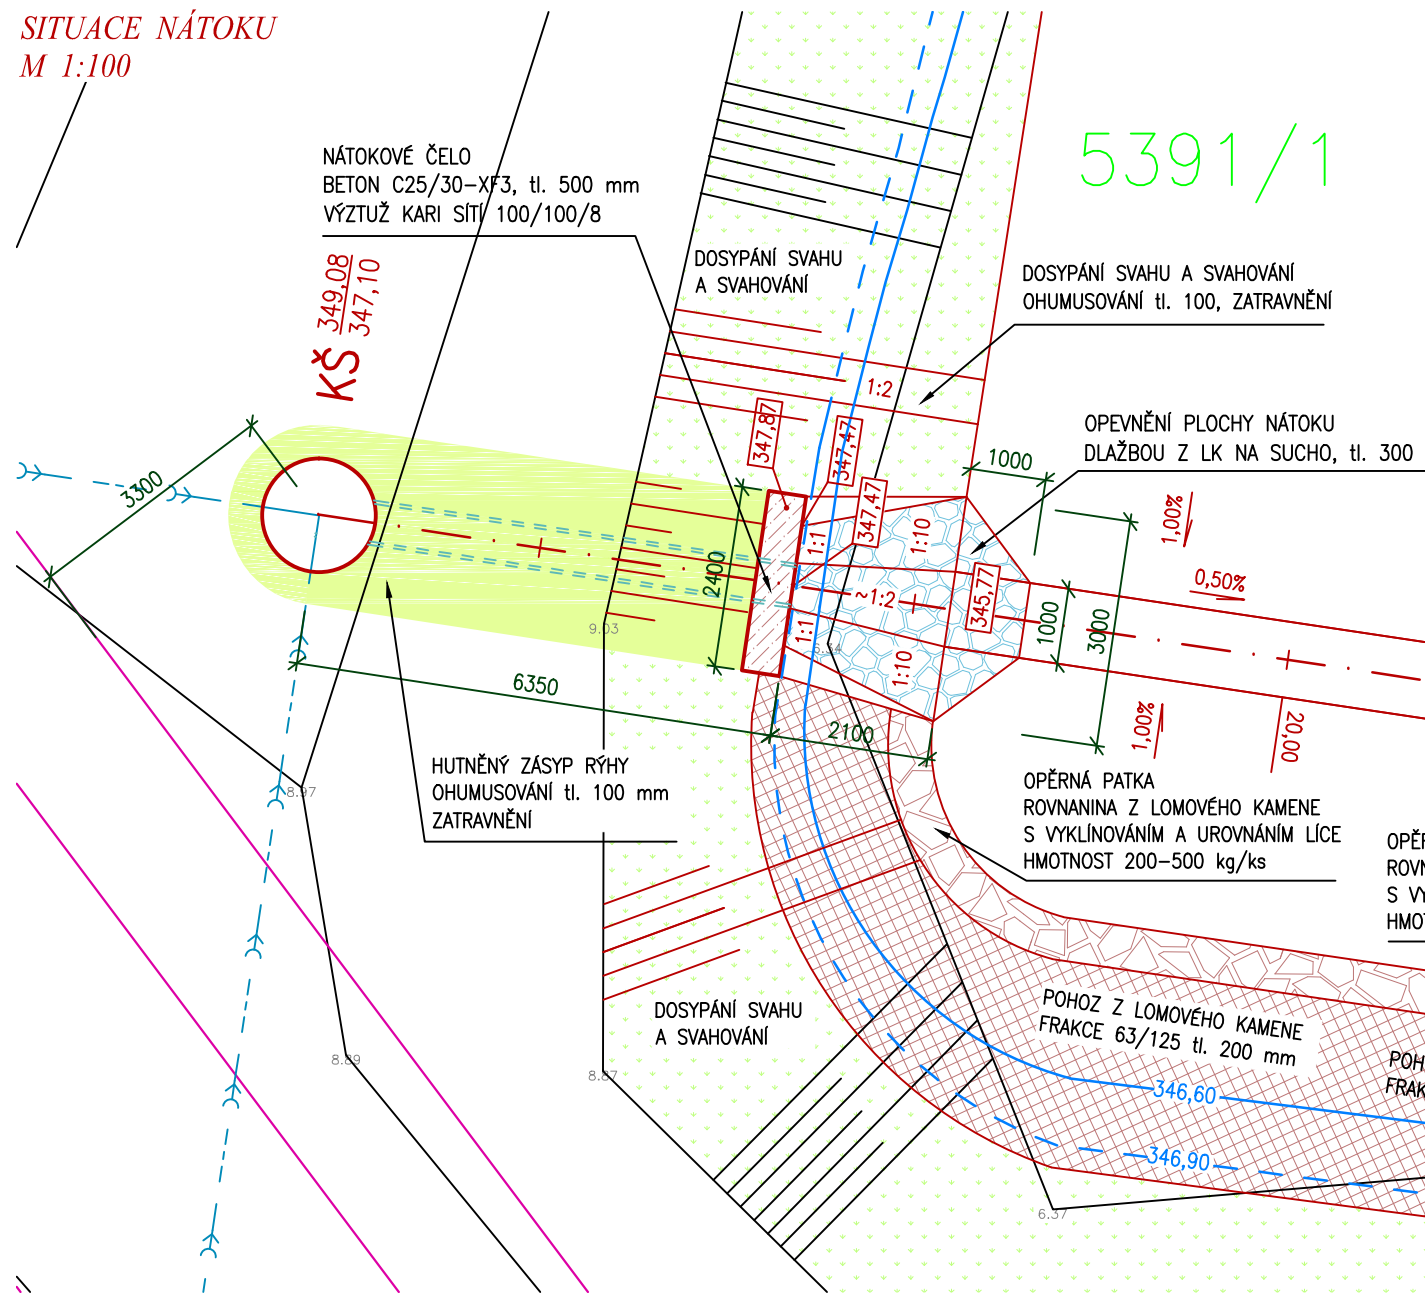 SITUACE NÁTOKU
M 1:100
5391/1
NÁTOKOVÉ ČELO
BETON C25/30-XF3, tl. 500 mm
VÝZTUŽ KARI SÍTÍ 100/100/8
KŠ 349,08
347,10
DOSYPÁNÍ SVAHU
A SVAHOVÁNÍ
DOSYPÁNÍ SVAHU A SVAHOVÁNÍ
OHUMUSOVÁNÍ tl. 100, ZATRAVNĚNÍ
1:2
347,87
347,47
347,47
OPEVNĚNÍ PLOCHY NÁTOKU
DLAŽBOU Z LK NA SUCHO, tl. 300
1000
3300
1:1
1:10
1,00%
0,50%
2400
~1:2
345,77
1000
3000
9.03
1:1
1:10
6350
2100
1,00%
20,00
8.97
HUTNĚNÝ ZÁSYP RÝHY
OHUMUSOVÁNÍ tl. 100 mm
ZATRAVNĚNÍ
OPĚRNÁ PATKA
ROVNANINA Z LOMOVÉHO KAMENE
S VYKLÍNOVÁNÍM A UROVNÁNÍM LÍCE
HMOTNOST 200-500 kg/ks
OPĚR
ROVN
S VY
HMOT
DOSYPÁNÍ SVAHU
A SVAHOVÁNÍ
POHOZ Z LOMOVÉHO KAMENE
FRAKCE 63/125 tl. 200 mm
POH
FRAK
8.89
8.87
346,60
346,90
6.37